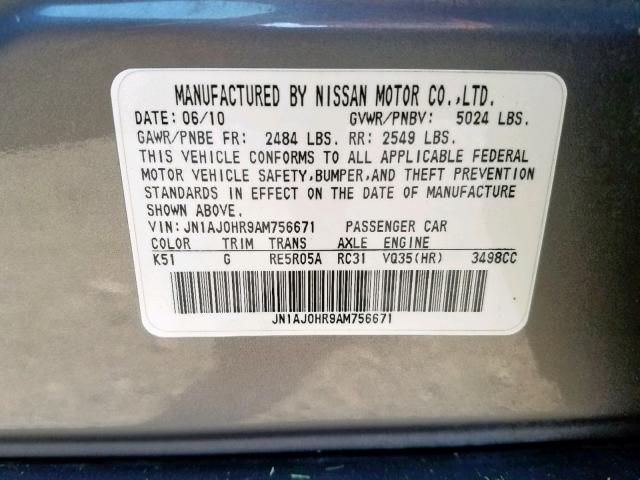 MANUFACTURED BY NISSAN MOTOR CO.,LTD.
DATE: 06/10 GVWR/PNBV: 5024 LBS.
GAWR/PNBE FR: 2484 LBS. RR: 2549 LBS.
THIS VEHICLE CONFORMS TO ALL APPLICABLE FEDERAL
MOTOR VEHICLE SAFETY,BUMPER,AND THEFT PREVENTION
STANDARDS IN EFFECT ON THE DATE OF MANUFACTURE
SHOWN ABOVE.
VIN:JN1AJ0HR9AM756671 PASSENGER CAR
COLOR TRIM TRANS AXLE ENGINE
K51 G RE5R05A RC31 VQ35(HR) 3498CC
JN1AJ0HR9AM756671